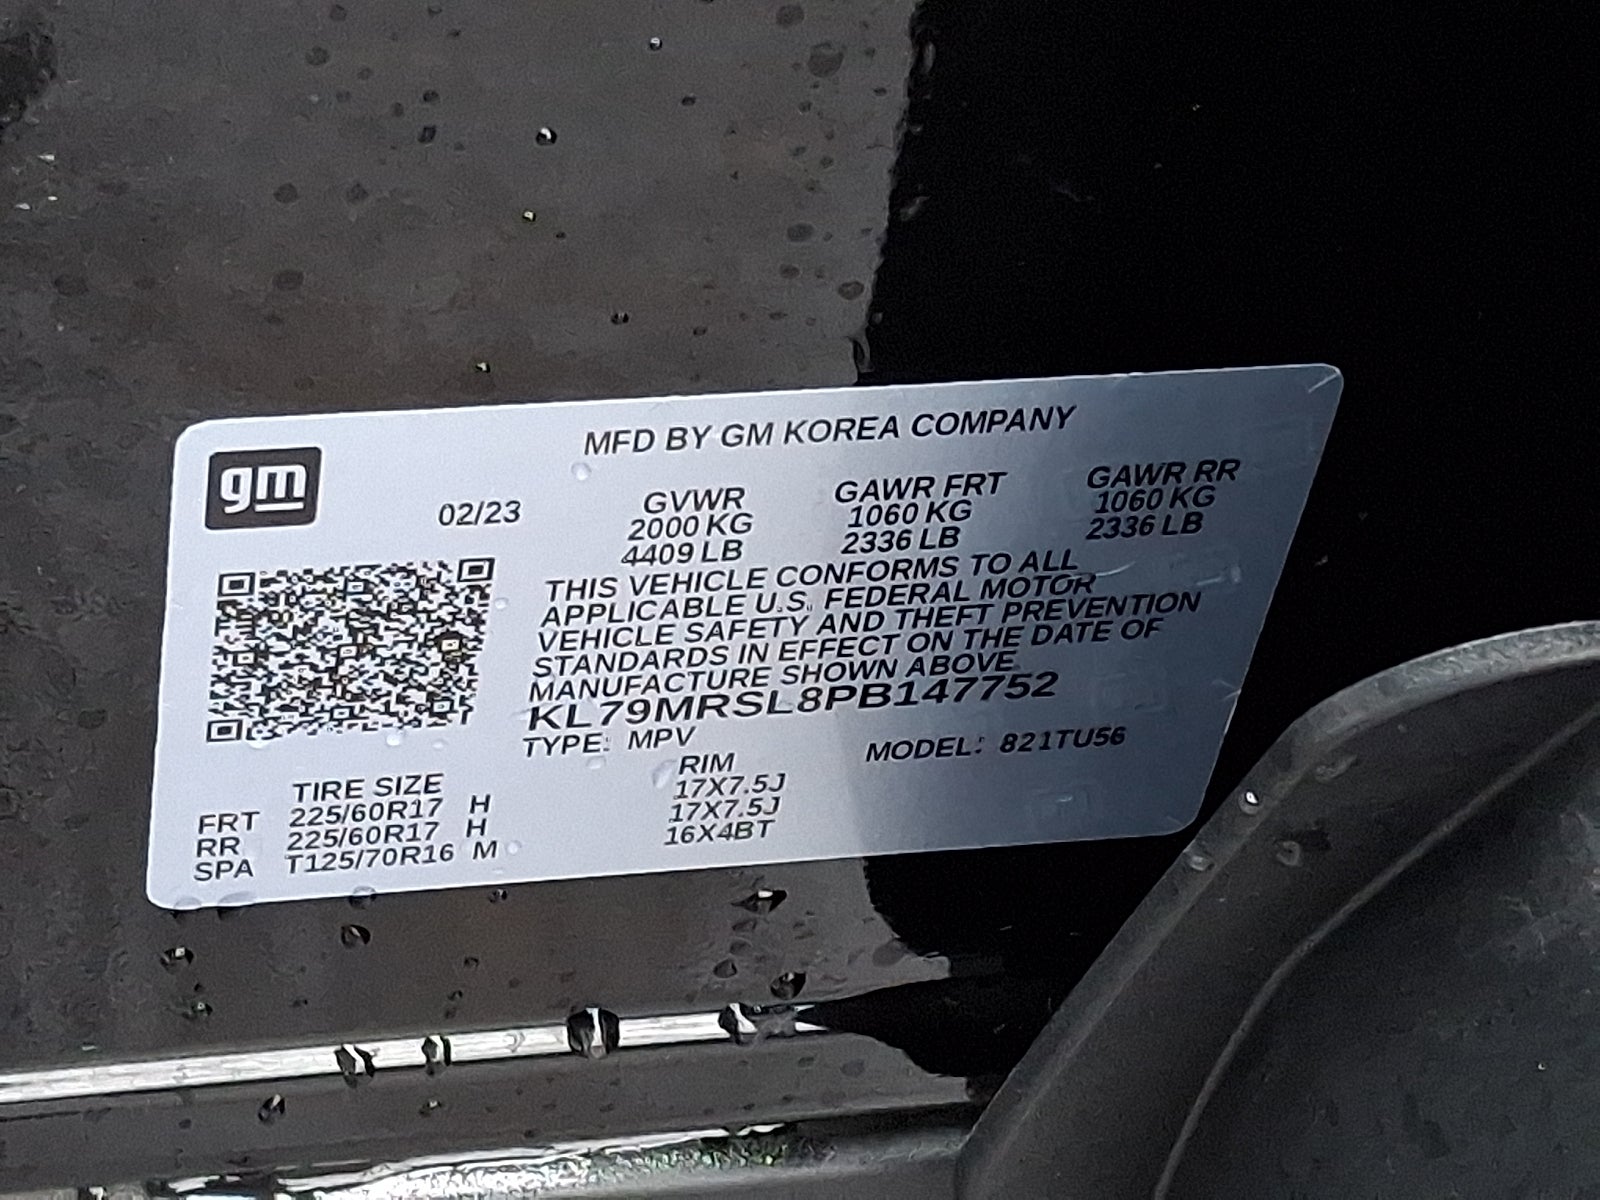 gm
MFD BY GM KOREA COMPANY
02/23 GVWR GAWR FRT GAWR RR
2000 KG 1060 KG 1060 KG
4409 LB 2336 LB 2336 LB
THIS VEHICLE CONFORMS TO ALL
APPLICABLE U.S. FEDERAL MOTOR
VEHICLE SAFETY AND THEFT PREVENTION
STANDARDS IN EFFECT ON THE DATE OF
MANUFACTURE SHOWN ABOVE
KL79MRSL8PB147752
TYPE: MPV MODEL: 821TU56
TIRE SIZE RIM
FRT 225/60R17 H 17X7.5J
RR 225/60R17 H 17X7.5J
SPA T125/70R16 M 16X4BT